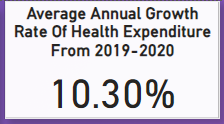 Average Annual Growth
Rate Of Health Expenditure
From 2019-2020
10.30%